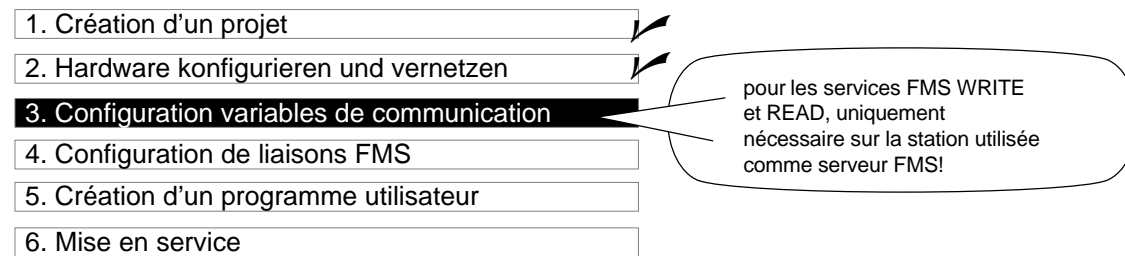 1. Création d’un projet
2. Hardware konfigurieren und vernetzen
3. Configuration variables de communication
4. Configuration de liaisons FMS
5. Création d’un programme utilisateur
6. Mise en service
pour les services FMS WRITE
et READ, uniquement
nécessaire sur la station utilisée
comme serveur FMS!